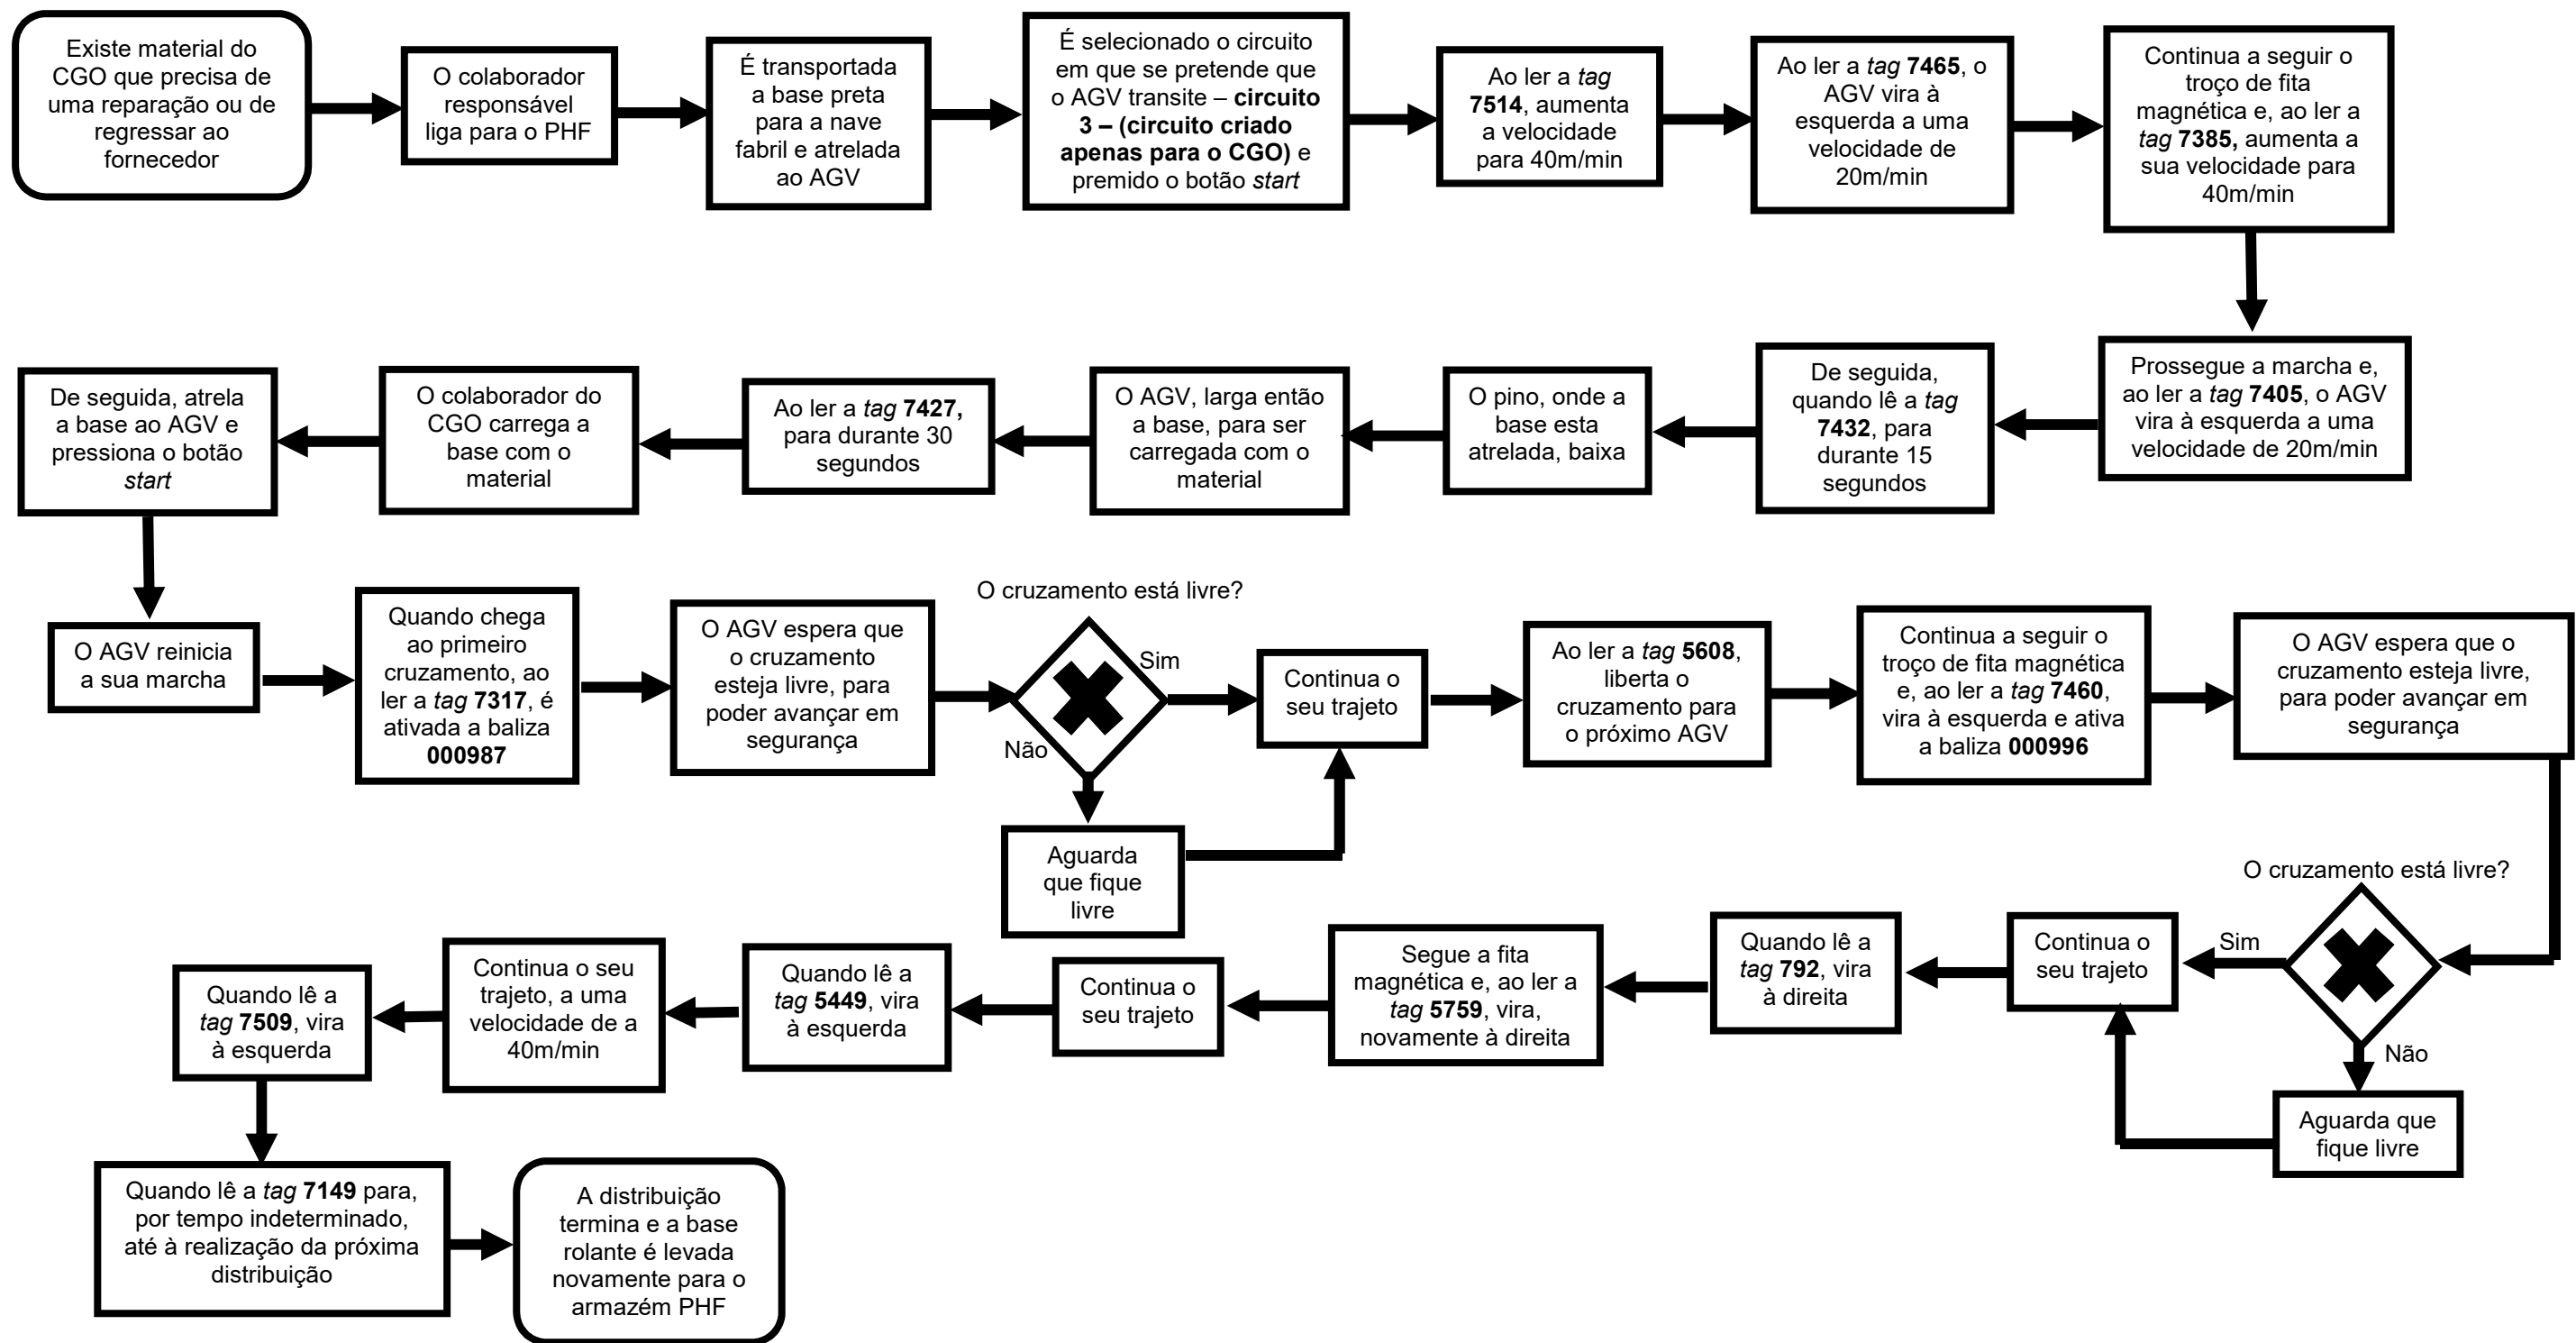 Existe material do
CGO que precisa de
uma reparação ou de
regressar ao
fornecedor
O colaborador
responsável
liga para o PHF
É transportada
a base preta
para a nave
fabril e atrelada
ao AGV
É selecionado o circuito
em que se pretende que
o AGV transite – circuito
3 – (circuito criado
apenas para o CGO) e
premido o botão start
Ao ler a tag
7514, aumenta
a velocidade
para 40m/min
Ao ler a tag 7465, o
AGV vira à
esquerda a uma
velocidade de
20m/min
Continua a seguir o
troço de fita
magnética e, ao ler a
tag 7385, aumenta a
sua velocidade para
40m/min
Prossegue a marcha e,
ao ler a tag 7405, o AGV
vira à esquerda a uma
velocidade de 20m/min
De seguida,
quando lê a tag
7432, para
durante 15
segundos
O pino, onde a
base esta
atrelada, baixa
O AGV, larga então
a base, para ser
carregada com o
material
Ao ler a tag 7427,
para durante 30
segundos
O colaborador do
CGO carrega a
base com o
material
De seguida, atrela
a base ao AGV e
pressiona o botão
start
O AGV reinicia
a sua marcha
Quando chega
ao primeiro
cruzamento, ao
ler a tag 7317, é
ativada a baliza
000987
O AGV espera que
o cruzamento
esteja livre, para
poder avançar em
segurança
O cruzamento está livre?
Sim
Não
Aguarda
que fique
livre
Continua o
seu trajeto
Ao ler a tag 5608,
liberta o
cruzamento para
o próximo AGV
Continua a seguir o
troço de fita magnética
e, ao ler a tag 7460,
vira à esquerda e ativa
a baliza 000996
O AGV espera que o
cruzamento esteja livre,
para poder avançar em
segurança
O cruzamento está livre?
Sim
Não
Aguarda que
fique livre
Continua o
seu trajeto
Quando lê a
tag 792, vira
à direita
Segue a fita
magnética e, ao ler a
tag 5759, vira,
novamente à direita
Continua o
seu trajeto
Quando lê a
tag 5449, vira
à esquerda
Continua o seu
trajeto, a uma
velocidade de a
40m/min
Quando lê a
tag 7509, vira
à esquerda
Quando lê a tag 7149 para,
por tempo indeterminado,
até à realização da próxima
distribuição
A distribuição
termina e a base
rolante é levada
novamente para o
armazém PHF